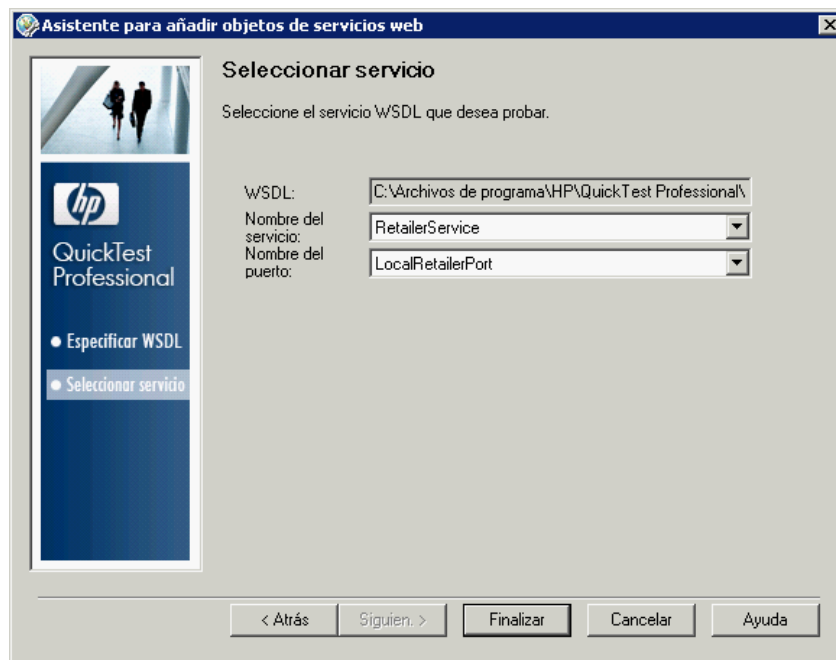 Asistente para añadir objetos de servicios web
Seleccionar servicio
Seleccione el servicio WSDL que desea probar.
hp
QuickTest
Professional
Especificar WSDL
Seleccionar servicio
WSDL:
C:\Archivos de programa\HP\QuickTest Professional\
Nombre del
servicio:
RetailerService
Nombre del
puerto:
LocalRetailerPort
< Atrás
Siguien. >
Finalizar
Cancelar
Ayuda